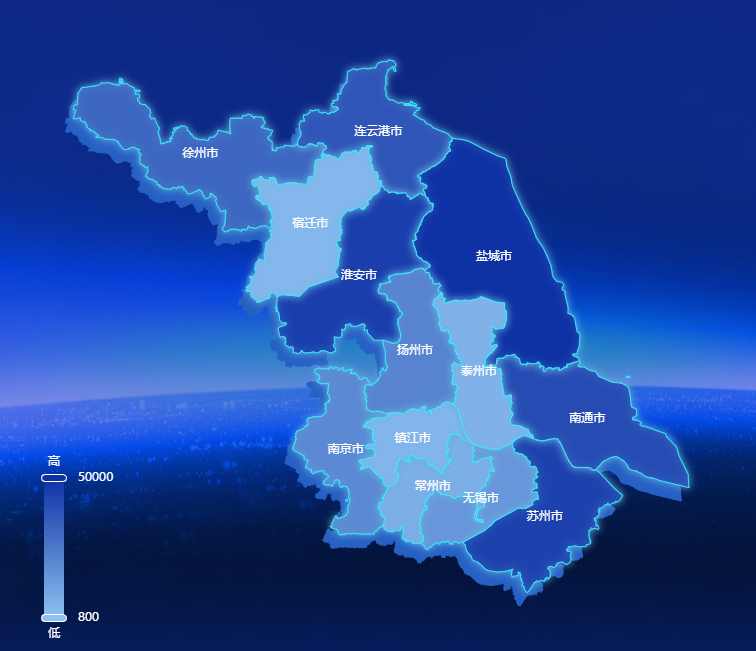 连云港市
徐州市
宿迁市
盐城市
淮安市
扬州市
泰州市
南通市
镇江市
南京市
常州市
无锡市
苏州市
高
50000
800
低